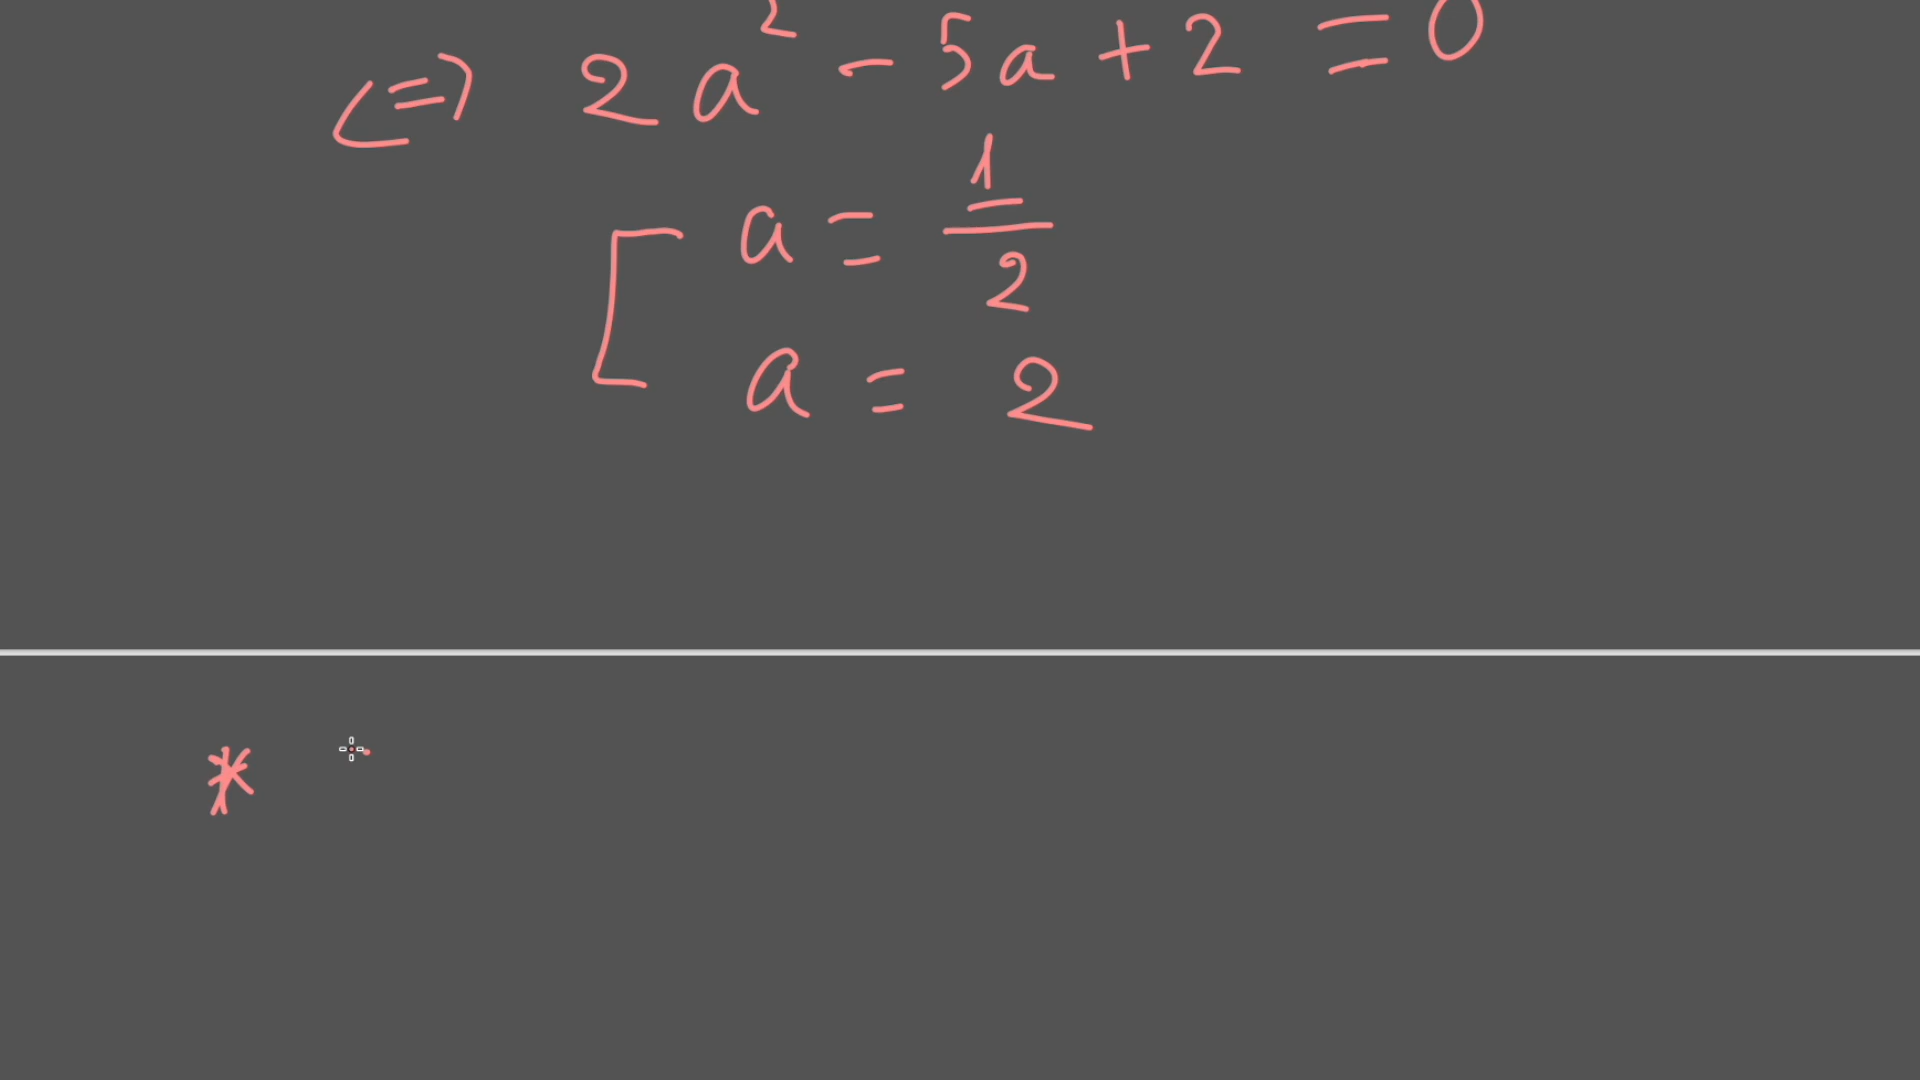 <=> 2a² - 5a + 2 = 0
a = 1/2
a = 2
*